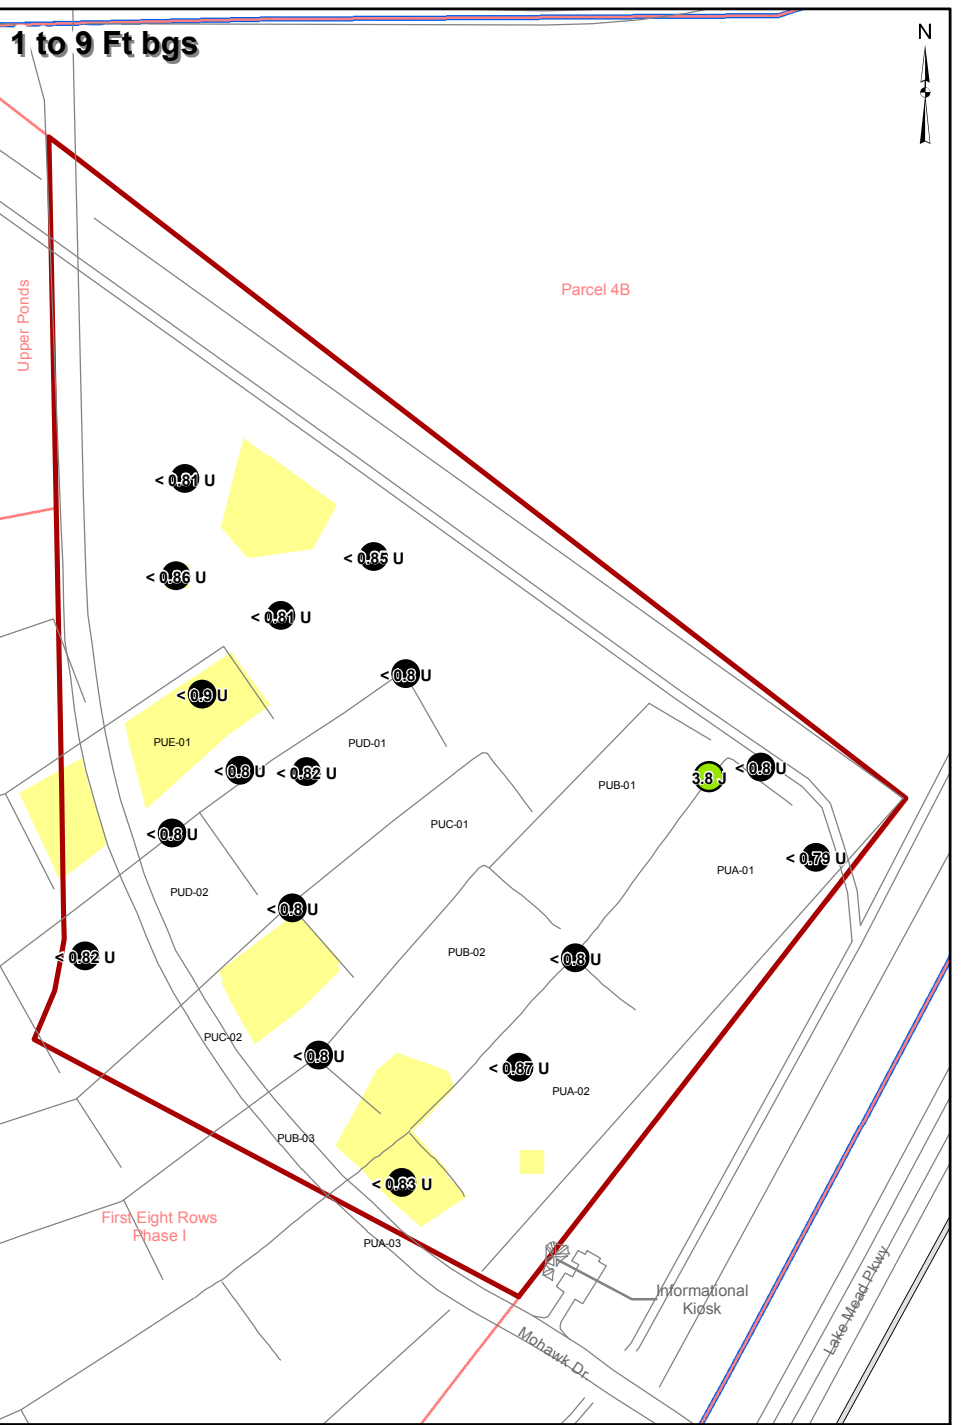 1 to 9 Ft bgs
N
Parcel 4B
Upper Ponds
< 0.81 U
< 0.85 U
< 0.86 U
< 0.81 U
< 0.8 U
< 0.9 U
PUE-01
PUD-01
< 0.8 U
< 0.82 U
3.8 J
< 0.8 U
PUB-01
PUC-01
< 0.8 U
< 0.79 U
PUA-01
PUD-02
< 0.8 U
PUB-02
< 0.82 U
< 0.8 U
PUC-02
< 0.8 U
< 0.87 U
PUA-02
PUB-03
< 0.83 U
First Eight Rows
Phase I
PUA-03
Informational
Kiosk
Mohawk Dr
Lake Mead Pkwy